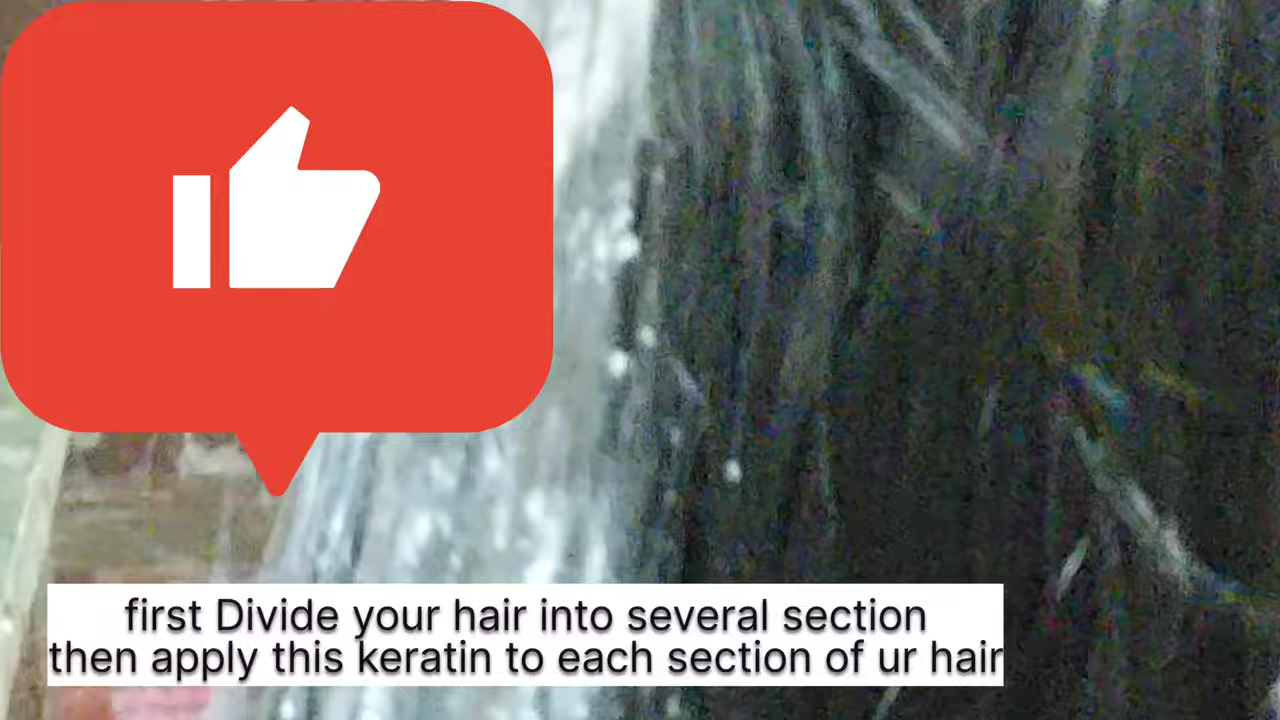 first Divide your hair into several section
then apply this keratin to each section of ur hair